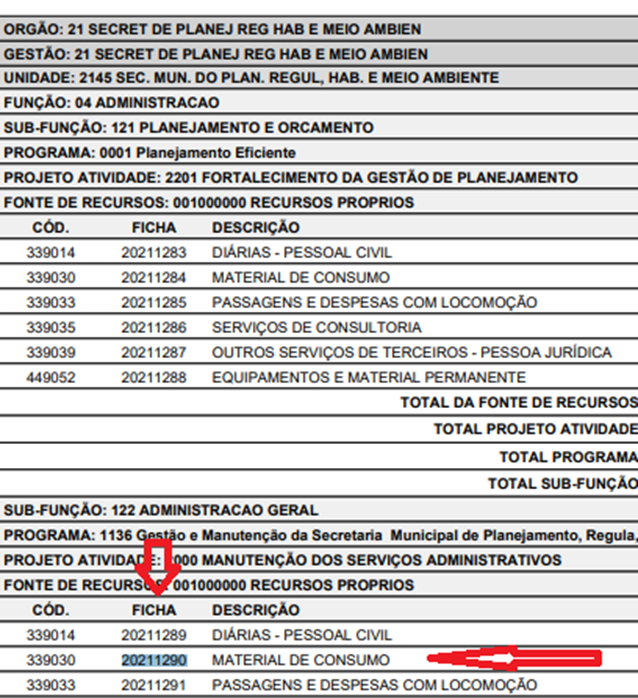 ORGÃO: 21 SECRET DE PLANEJ REG HAB E MEIO AMBIEN
GESTÃO: 21 SECRET DE PLANEJ REG HAB E MEIO AMBIEN
UNIDADE: 2145 SEC. MUN. DO PLAN. REGUL, HAB. E MEIO AMBIENTE
FUNÇÃO: 04 ADMINISTRACAO
SUB-FUNÇÃO: 121 PLANEJAMENTO E ORCAMENTO
PROGRAMA: 0001 Planejamento Eficiente
PROJETO ATIVIDADE: 2201 FORTALECIMENTO DA GESTÃO DE PLANEJAMENTO
FONTE DE RECURSOS: 001000000 RECURSOS PROPRIOS
CÓD. FICHA DESCRIÇÃO
339014 20211283 DIÁRIAS - PESSOAL CIVIL
339030 20211284 MATERIAL DE CONSUMO
339033 20211285 PASSAGENS E DESPESAS COM LOCOMOÇÃO
339035 20211286 SERVIÇOS DE CONSULTORIA
339039 20211287 OUTROS SERVIÇOS DE TERCEIROS - PESSOA JURÍDICA
449052 20211288 EQUIPAMENTOS E MATERIAL PERMANENTE
TOTAL DA FONTE DE RECURSOS
TOTAL PROJETO ATIVIDADE
TOTAL PROGRAMA
TOTAL SUB-FUNÇÃO
SUB-FUNÇÃO: 122 ADMINISTRACAO GERAL
PROGRAMA: 1136 Gestão e Manutenção da Secretaria Municipal de Planejamento, Regula,
PROJETO ATIVIDADE: 000 MANUTENÇÃO DOS SERVIÇOS ADMINISTRATIVOS
FONTE DE RECURSOS: 001000000 RECURSOS PROPRIOS
CÓD. FICHA DESCRIÇÃO
339014 20211289 DIÁRIAS - PESSOAL CIVIL
339030 20211290 MATERIAL DE CONSUMO
339033 20211291 PASSAGENS E DESPESAS COM LOCOMOÇÃO